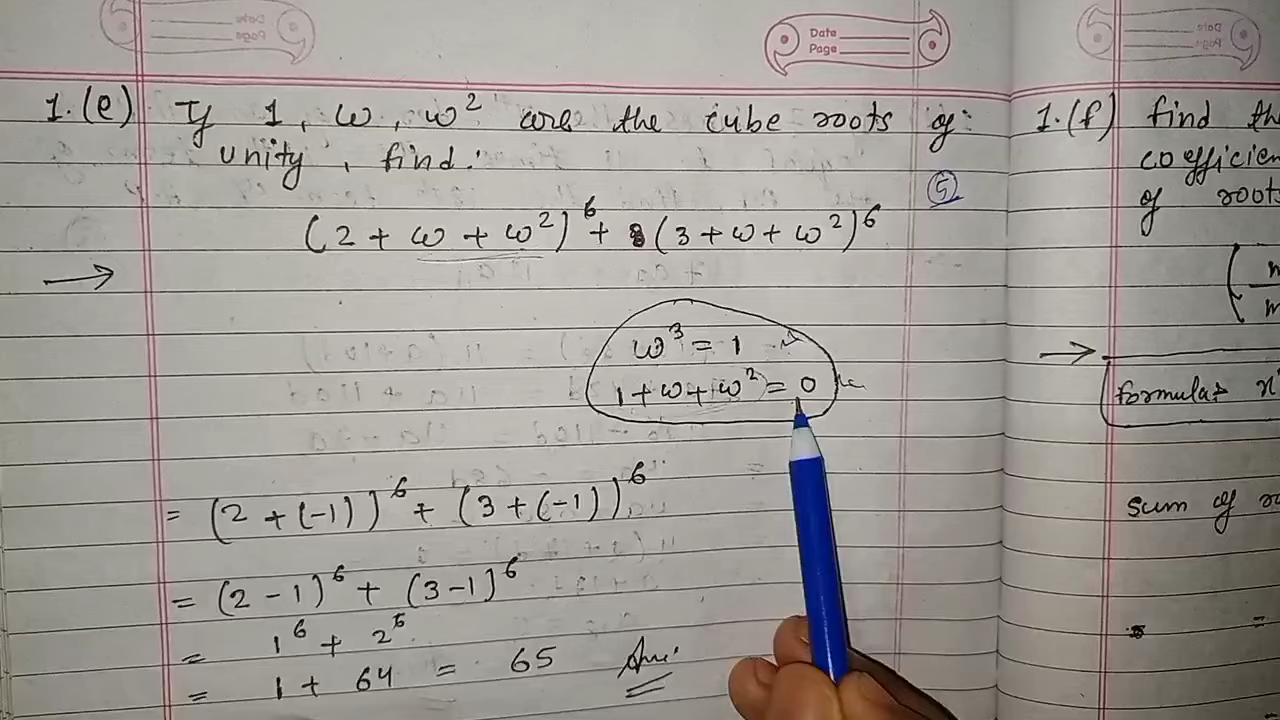 Date
Page
1.(e) If 1, ω, ω² are the cube roots of
unity, find:
(5)
(2 + ω + ω²)⁶ + (3 + ω + ω²)⁶
ω³ = 1
1 + ω + ω² = 0
= (2 + (-1))⁶ + (3 + (-1))⁶
= (2 - 1)⁶ + (3 - 1)⁶
= 1⁶ + 2⁶
= 1 + 64 = 65 Ans.
1.(f) find the
coefficien
of roots
n
m
formula
sum of
=